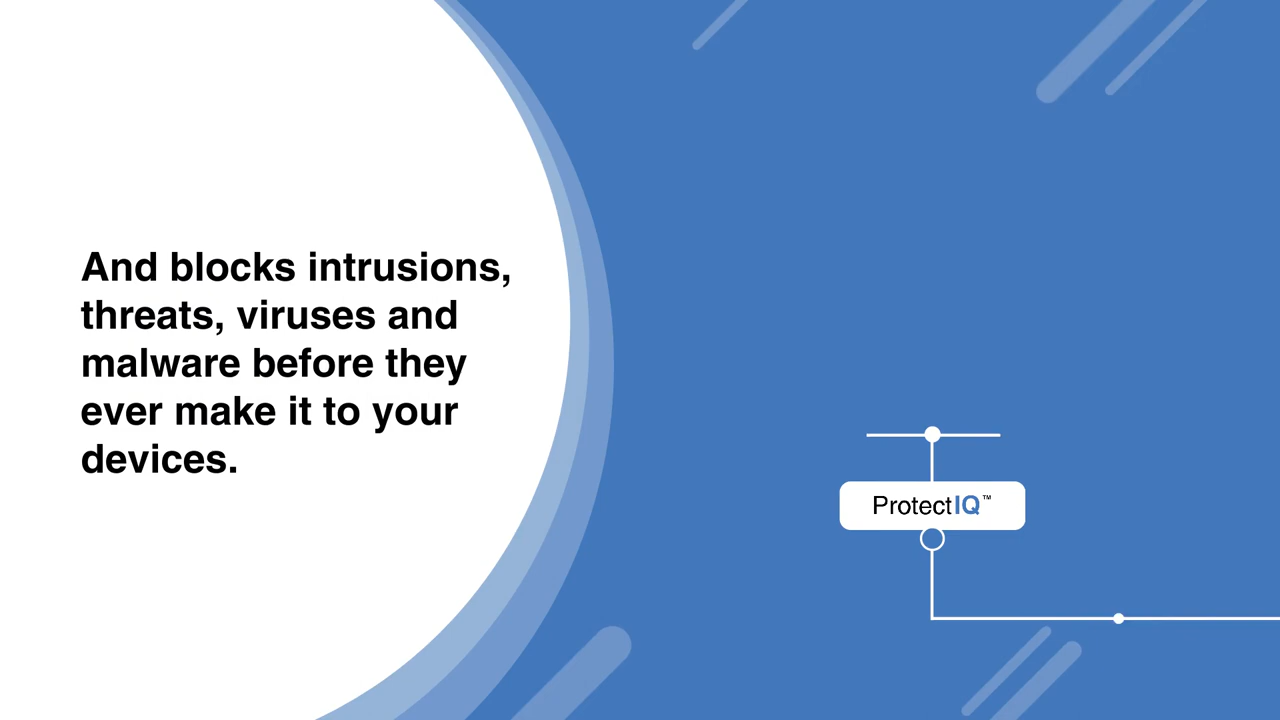 And blocks intrusions,
threats, viruses and
malware before they
ever make it to your
devices.
ProtectIQ™